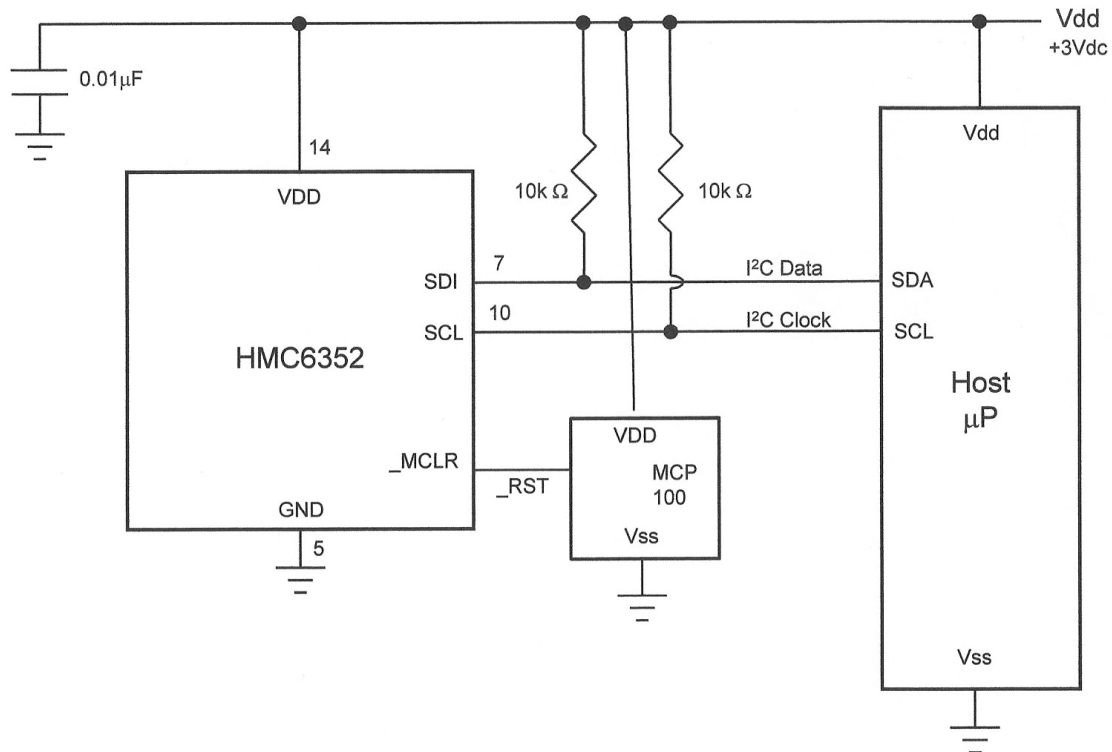 Vdd
+3Vdc
0.01µF
14
VDD
10k Ω
10k Ω
Vdd
7
I²C Data
SDI
SDA
10
I²C Clock
SCL
SCL
HMC6352
Host
µP
VDD
_MCLR
_RST
MCP
100
GND
Vss
5
Vss